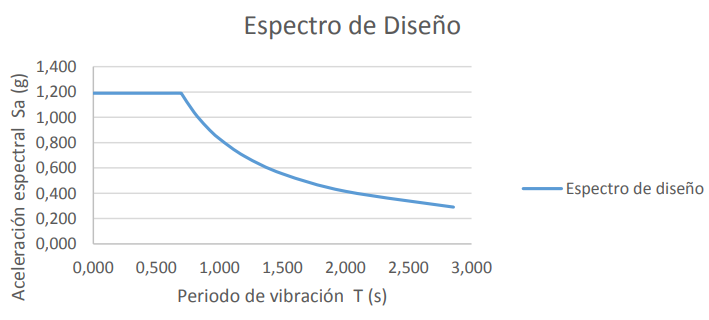 Espectro de Diseño
Aceleración espectral Sa (g)
1,400
1,200
1,000
0,800
0,600
0,400
0,200
0,000
0,000 0,500 1,000 1,500 2,000 2,500 3,000
Periodo de vibración T (s)
Espectro de diseño